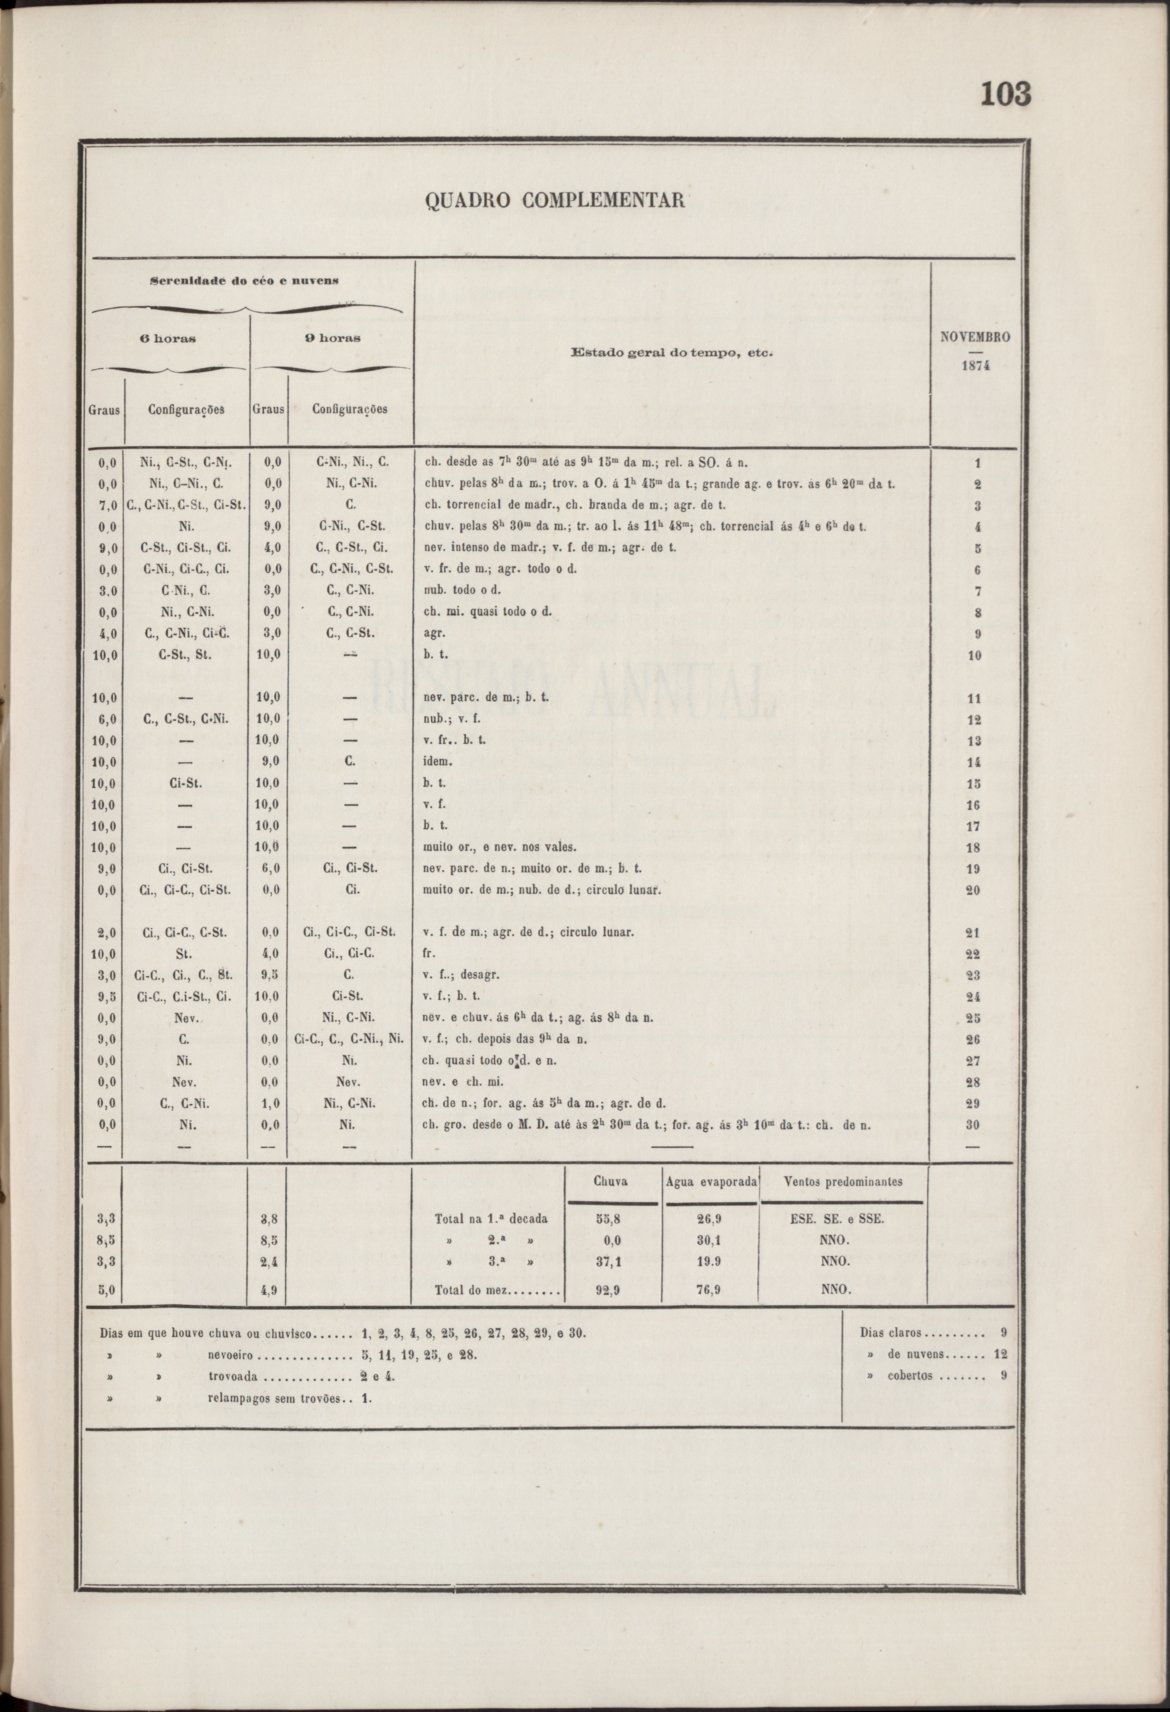 103
QUADRO COMPLEMENTAR
Serenidade do céo e nuvens
6 horas 9 horas Estado geral do tempo, etc. NOVEMBRO
—
1874
Graus Configurações Graus Configurações
0,0 Ni., C-St., C-Ni. 0,0 C-Ni., Ni., C. ch. desde as 7h 30m até as 9h 15m da m.; rel. a SO. á n. 1
0,0 Ni., C-Ni., C. 0,0 Ni., C-Ni. chuv. pelas 8h da m.; trov. a O. á 1h 45m da t.; grande ag. e trov. ás 6h 20m da t. 2
7,0 C., C-Ni., C-St., Ci-St. 9,0 C. ch. torrencial de madr., ch. branda de m.; agr. de t. 3
0,0 Ni. 9,0 C-Ni., C-St. chuv. pelas 8h 30m da m.; tr. ao l. ás 11h 48m; ch. torrencial ás 4h e 6h de t. 4
9,0 C-St., Ci-St., Ci. 4,0 C., C-St., Ci. nev. intenso de madr.; v. f. de m.; agr. de t. 5
0,0 C-Ni., Ci-C., Ci. 0,0 C., C-Ni., C-St. v. fr. de m.; agr. todo o d. 6
3,0 C-Ni., C. 3,0 C., C-Ni. nub. todo o d. 7
0,0 Ni., C-Ni. 0,0 C., C-Ni. ch. mi. quasi todo o d. 8
4,0 C., C-Ni., Ci-C. 3,0 C., C-St. agr. 9
10,0 C-St., St. 10,0 — b. t. 10
10,0 — 10,0 — nev. parc. de m.; b. t. 11
6,0 C., C-St., C-Ni. 10,0 — nub.; v. f. 12
10,0 — 10,0 — v. fr.. b. t. 13
10,0 — 9,0 C. idem. 14
10,0 Ci-St. 10,0 — b. t. 15
10,0 — 10,0 — v. f. 16
10,0 — 10,0 — b. t. 17
10,0 — 10,0 — muito or., e nev. nos vales. 18
9,0 Ci., Ci-St. 6,0 Ci., Ci-St. nev. parc. de n.; muito or. de m.; b. t. 19
0,0 Ci., Ci-C., Ci-St. 0,0 Ci. muito or. de m.; nub. de d.; circulo lunar. 20
2,0 Ci., Ci-C., C-St. 0,0 Ci., Ci-C., Ci-St. v. f. de m.; agr. de d.; circulo lunar. 21
10,0 St. 4,0 Ci., Ci-C. fr. 22
3,0 Ci-C., Ci., C., St. 9,5 C. v. f..; desagr. 23
9,5 Ci-C., C.i-St., Ci. 10,0 Ci-St. v. f.; b. t. 24
0,0 Nev. 0,0 Ni., C-Ni. nev. e chuv. ás 6h da t.; ag. ás 8h da n. 25
9,0 C. 0,0 Ci-C., C., C-Ni., Ni. v. f.; ch. depois das 9h da n. 26
0,0 Ni. 0,0 Ni. ch. quasi todo o d. e n. 27
0,0 Nev. 0,0 Nev. nev. e ch. mi. 28
0,0 C., C-Ni. 1,0 Ni., C-Ni. ch. de n.; for. ag. ás 5h da m.; agr. de d. 29
0,0 Ni. 0,0 Ni. ch. gro. desde o M. D. até às 2h 30m da t.; for. ag. ás 3h 10m da t.: ch. de n. 30
— — — — — —
Chuva Agua evaporada Ventos predominantes
3,3 3,8 Total na 1.ª decada 55,8 26,9 ESE. SE. e SSE.
8,5 8,5 » 2.ª » 0,0 30,1 NNO.
3,3 2,4 » 3.ª » 37,1 19.9 NNO.
5,0 4,9 Total do mez........ 92,9 76,9 NNO.
Dias em que houve chuva ou chuvisco...... 1, 2, 3, 4, 8, 25, 26, 27, 28, 29, e 30. Dias claros......... 9
» » nevoeiro .............. 5, 11, 19, 25, e 28. » de nuvens...... 12
» » trovoada ............. 2 e 4. » cobertos ....... 9
» » relampagos sem trovões.. 1.